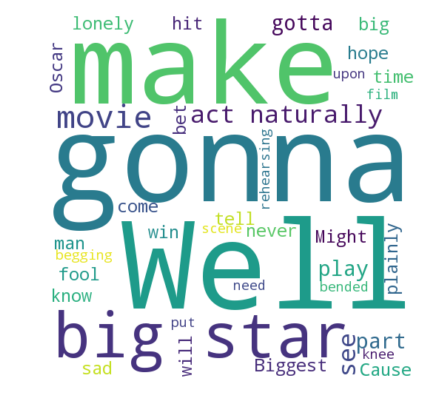 lonely hit gotta big
Oscar make hope
upon time
film
movie bet act naturally
gonna rehearsing
come
Well tell
scene never
man win Might plainly
begging
fool play
need bended
know
big star put part
will see knee
sad Biggest Cause